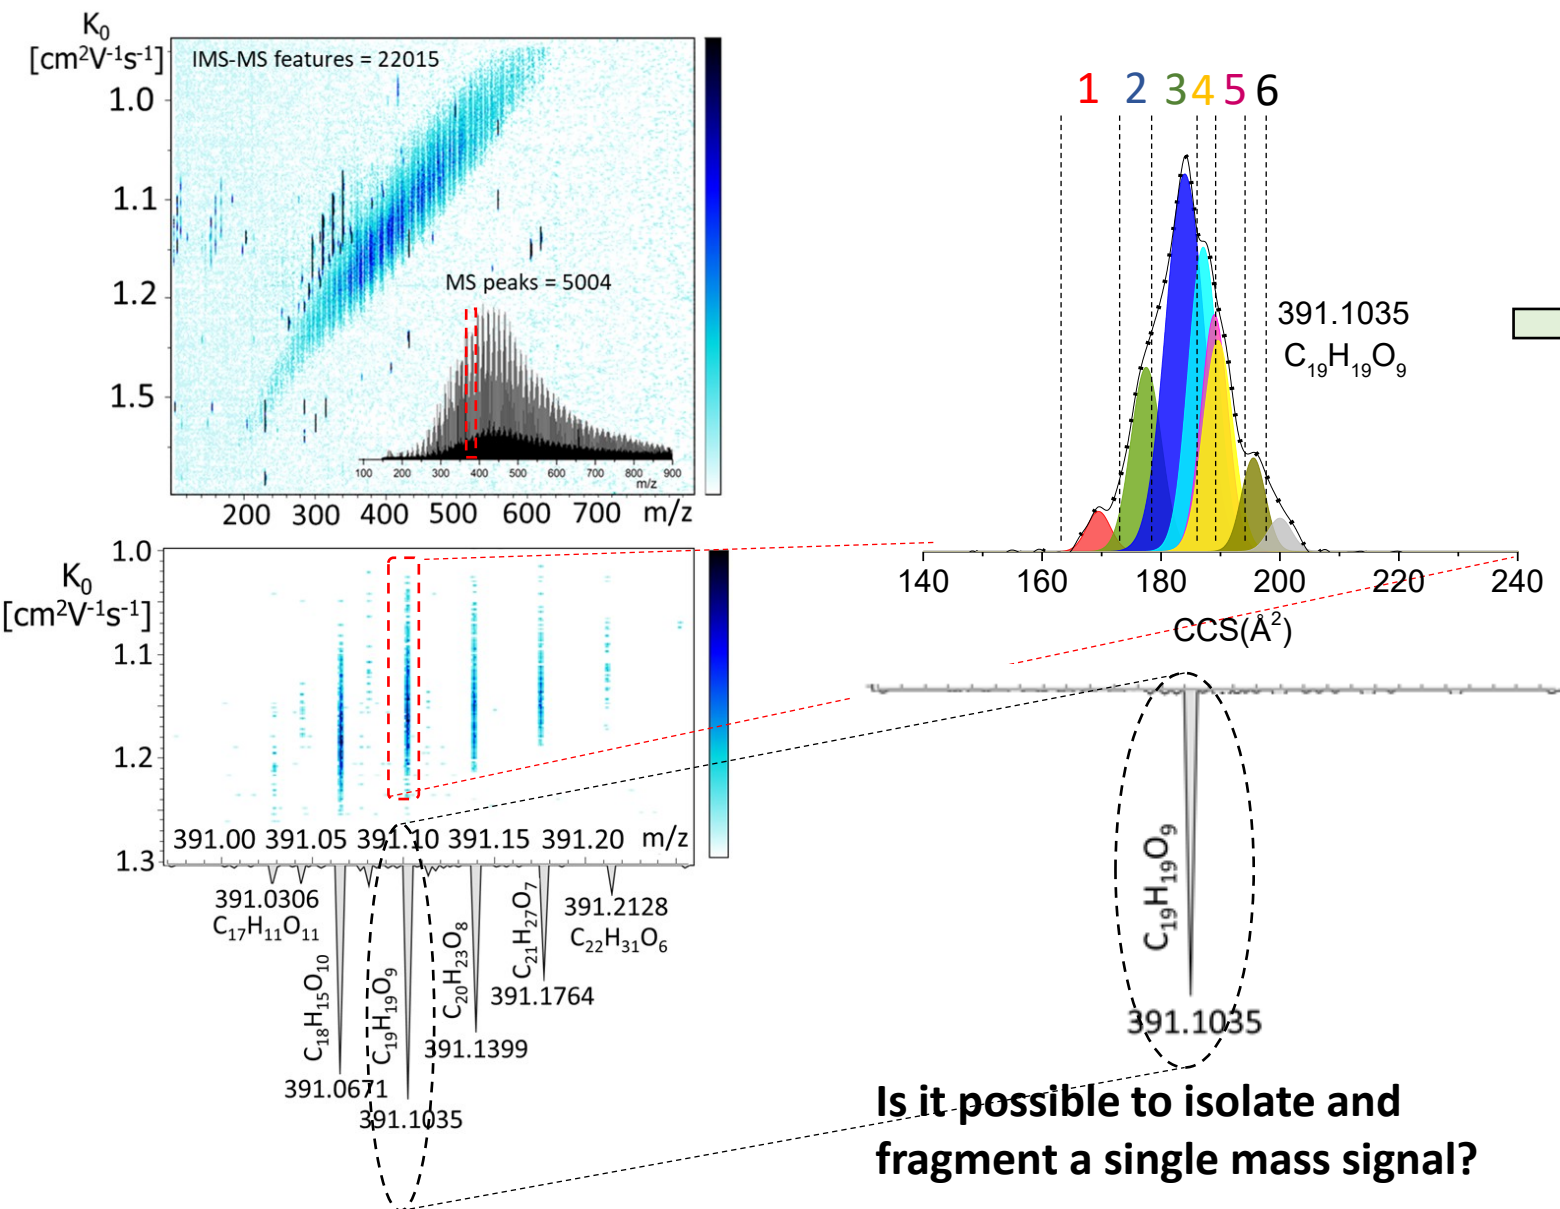 K₀
[cm²V⁻¹s⁻¹]
IMS-MS features = 22015
1.0
1.1
1.2
1.5
MS peaks = 5004
100 200 300 400 500 600 700 800 900
m/z
200 300 400 500 600 700 m/z
1 2 3 4 5 6
391.1035
C₁₉H₁₉O₉
140 160 180 200 220 240
CCS(Å²)
K₀
[cm²V⁻¹s⁻¹]
1.0
1.1
1.2
1.3
391.00 391.05 391.10 391.15 391.20 m/z
391.0306
C₁₇H₁₁O₁₁
C₁₈H₁₅O₁₀
391.0671
C₁₉H₁₉O₉
391.1035
C₂₀H₂₃O₈
391.1399
C₂₁H₂₇O₇
391.1764
391.2128
C₂₂H₃₁O₆
C₁₉H₁₉O₉
391.1035
Is it possible to isolate and
fragment a single mass signal?